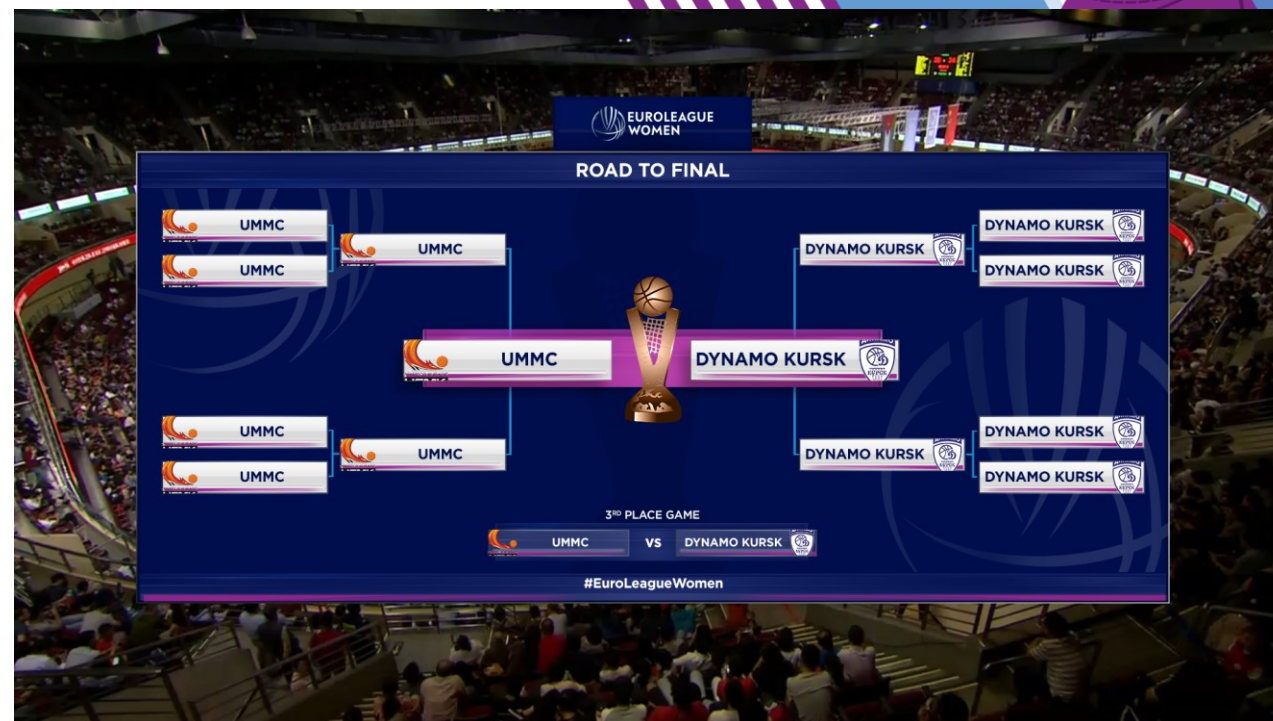 EUROLEAGUE
WOMEN
ROAD TO FINAL
UMMC
UMMC
UMMC
DYNAMO KURSK
DYNAMO KURSK
DYNAMO KURSK
UMMC
DYNAMO KURSK
UMMC
UMMC
UMMC
DYNAMO KURSK
DYNAMO KURSK
DYNAMO KURSK
3RD PLACE GAME
UMMC VS DYNAMO KURSK
#EuroLeagueWomen